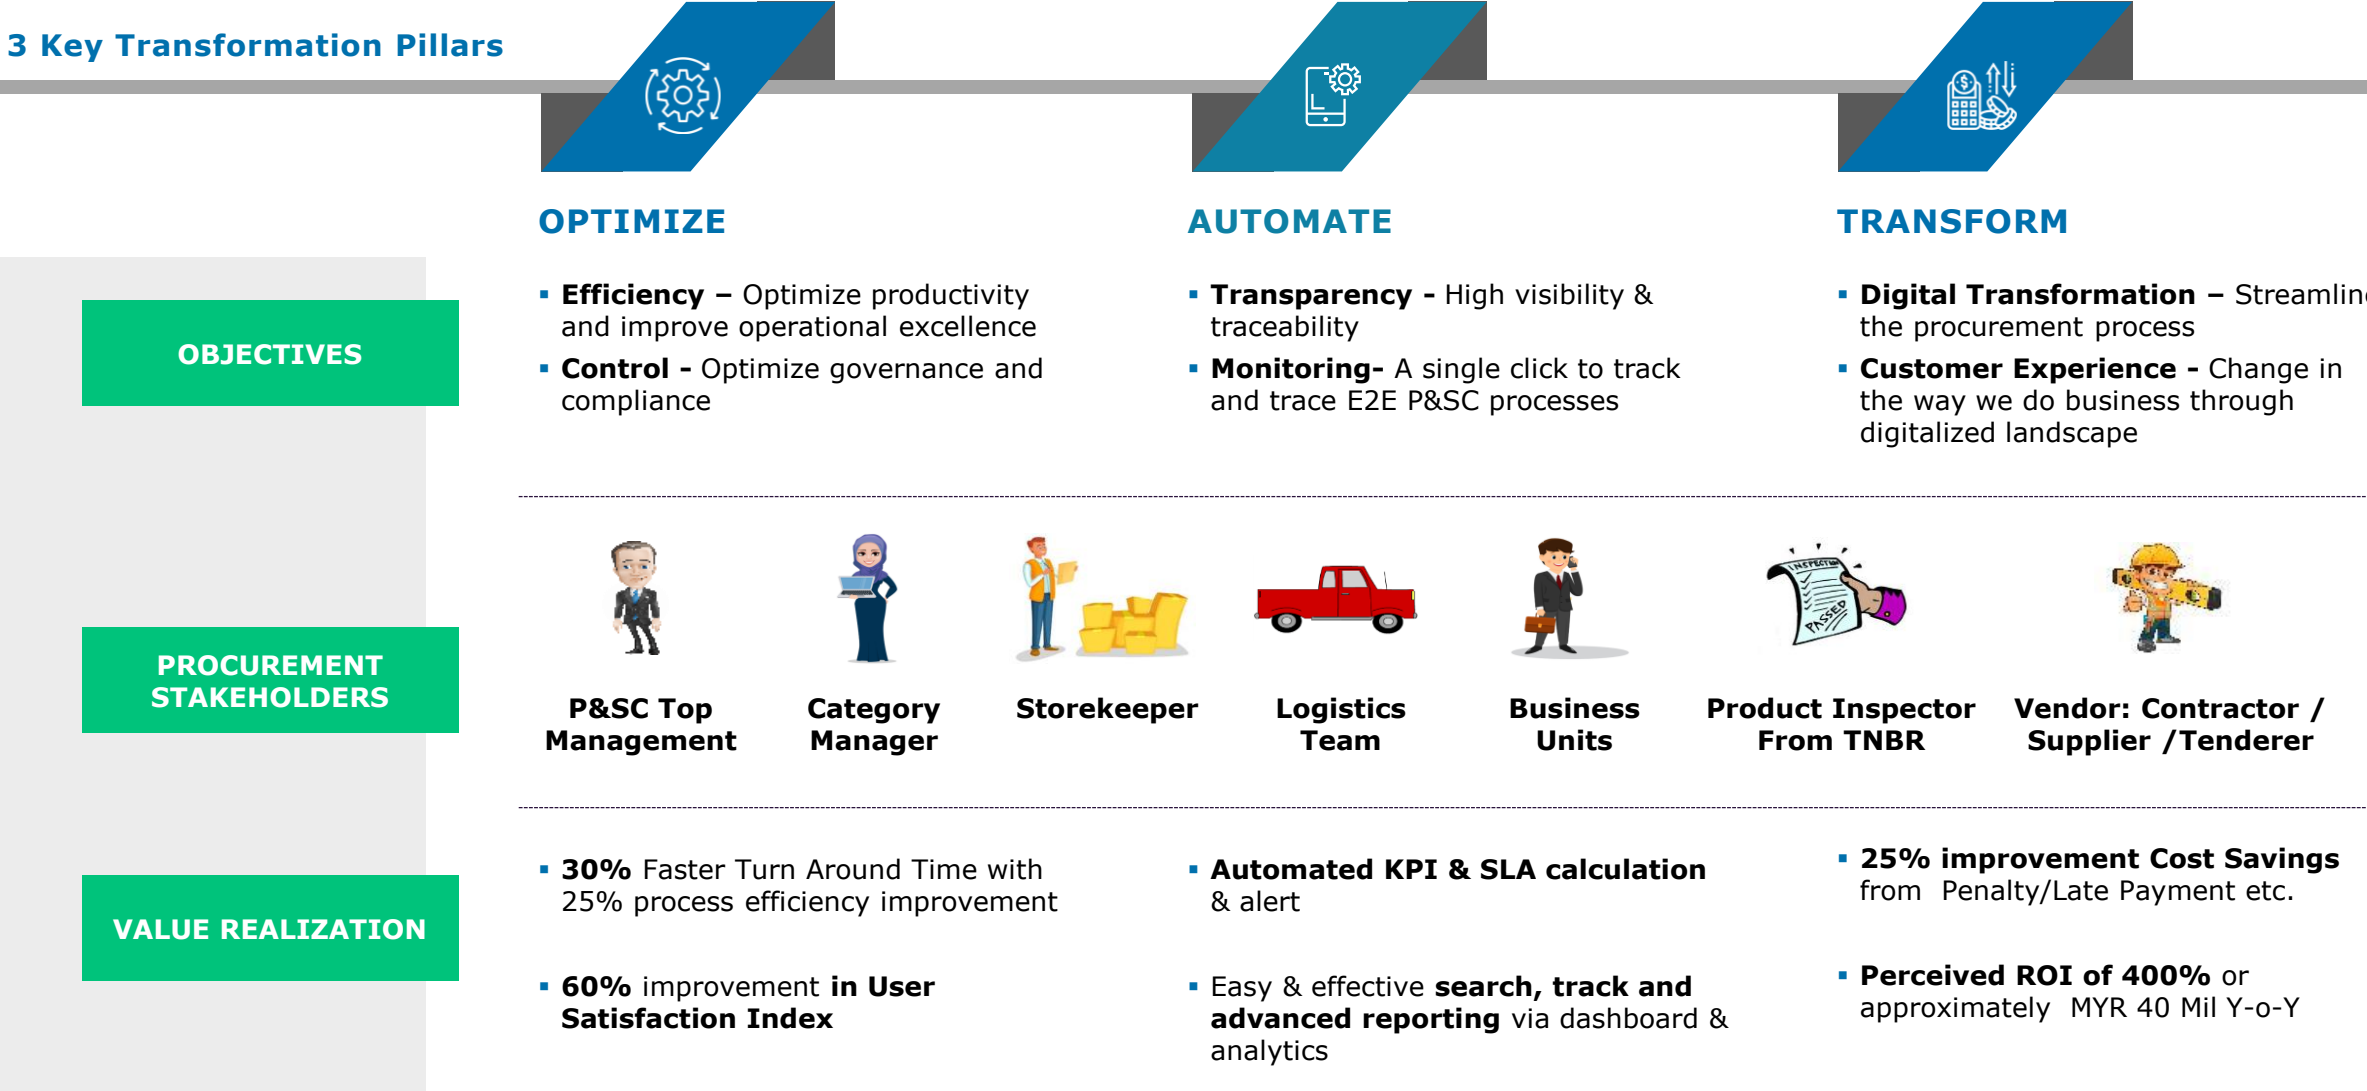 3 Key Transformation Pillars
OPTIMIZE
AUTOMATE
TRANSFORM
OBJECTIVES
▪ Efficiency – Optimize productivity
and improve operational excellence
▪ Control - Optimize governance and
compliance
▪ Transparency - High visibility &
traceability
▪ Monitoring- A single click to track
and trace E2E P&SC processes
▪ Digital Transformation – Streamline
the procurement process
▪ Customer Experience - Change in
the way we do business through
digitalized landscape
PROCUREMENT
STAKEHOLDERS
INSPECTION
PASSED
P&SC Top
Management
Category
Manager
Storekeeper
Logistics
Team
Business
Units
Product Inspector
From TNBR
Vendor: Contractor /
Supplier /Tenderer
VALUE REALIZATION
▪ 30% Faster Turn Around Time with
25% process efficiency improvement
▪ 60% improvement in User
Satisfaction Index
▪ Automated KPI & SLA calculation
& alert
▪ Easy & effective search, track and
advanced reporting via dashboard &
analytics
▪ 25% improvement Cost Savings
from  Penalty/Late Payment etc.
▪ Perceived ROI of 400% or
approximately  MYR 40 Mil Y-o-Y